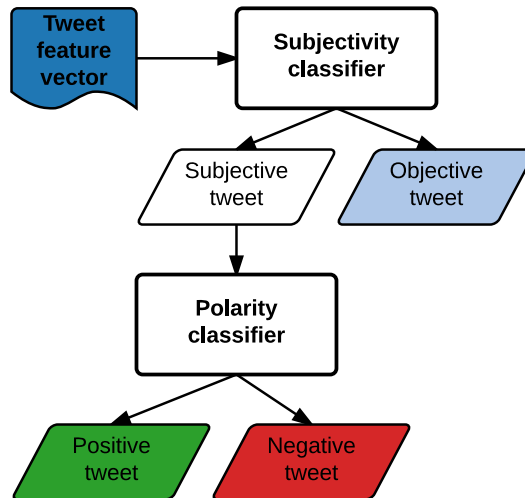 Tweet
feature
vector
Subjectivity
classifier
Subjective
tweet
Objective
tweet
Polarity
classifier
Positive
tweet
Negative
tweet